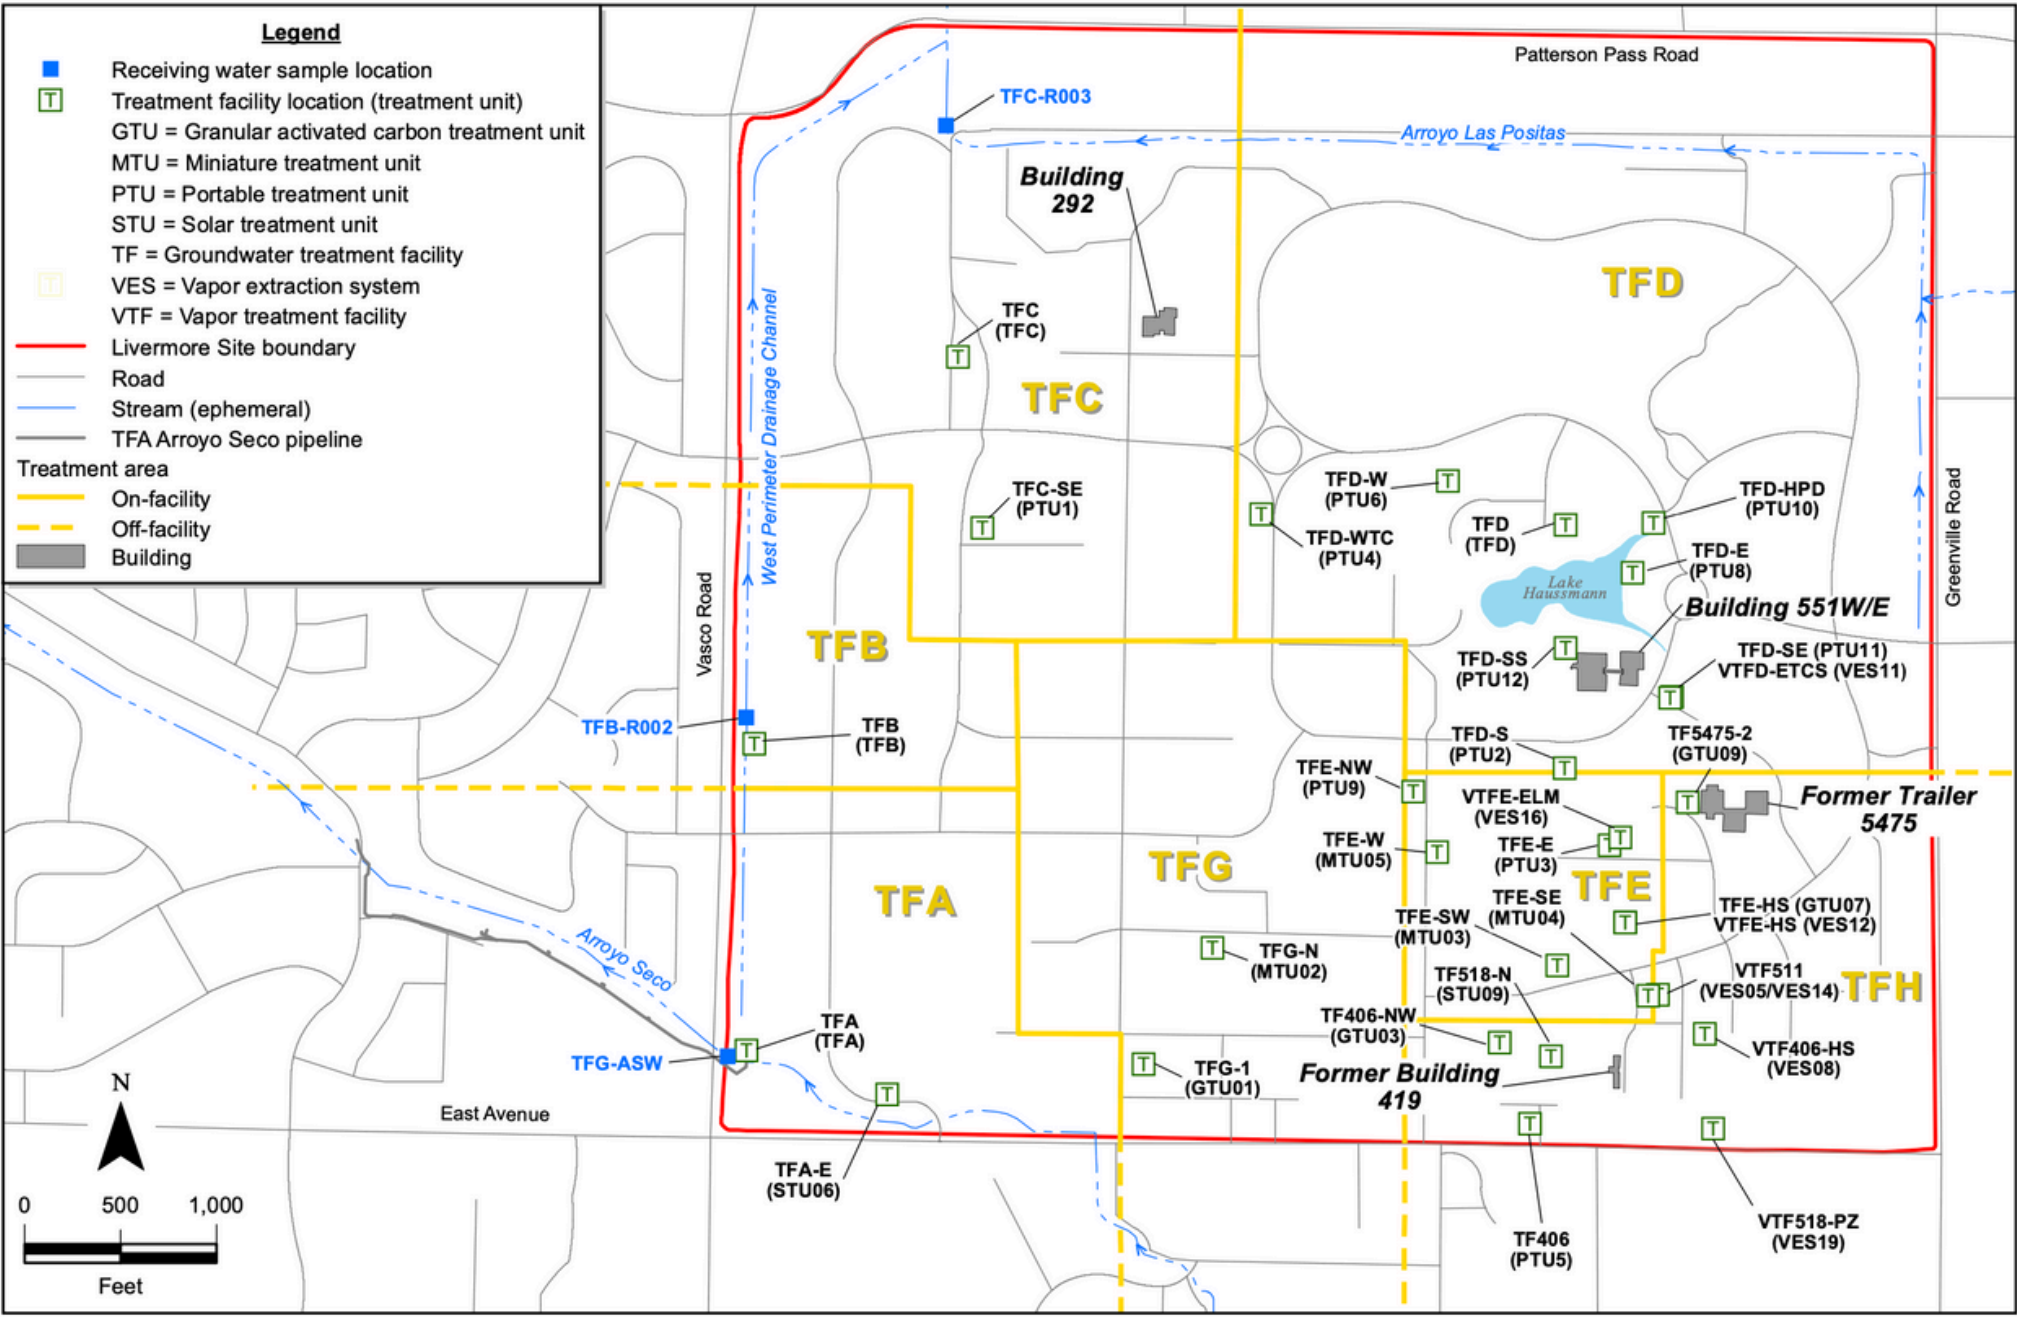 Legend
Receiving water sample location
T
Treatment facility location (treatment unit)
GTU = Granular activated carbon treatment unit
MTU = Miniature treatment unit
PTU = Portable treatment unit
STU = Solar treatment unit
TF = Groundwater treatment facility
T
VES = Vapor extraction system
VTF = Vapor treatment facility
Livermore Site boundary
Road
Stream (ephemeral)
TFA Arroyo Seco pipeline
Treatment area
On-facility
Off-facility
Building
Patterson Pass Road
TFC-R003
Arroyo Las Positas
Building
292
TFD
TFC
(TFC)
T
TFC
West Perimeter Drainage Channel
TFC-SE
(PTU1)
T
TFD-W
(PTU6)
T
T
TFD-WTC
(PTU4)
TFD
(TFD)
T
T
TFD-HPD
(PTU10)
T
TFD-E
(PTU8)
Lake
Haussmann
Greenville Road
Building 551W/E
Vasco Road
TFB
TFD-SS
(PTU12)
T
TFD-SE (PTU11)
VTFD-ETCS (VES11)
T
TFB-R002
T
TFB
(TFB)
TFD-S
(PTU2)
T
TF5475-2
(GTU09)
T
TFE-NW
(PTU9)
T
VTFE-ELM
(VES16)
T
Former Trailer
5475
TFE-W
(MTU05)
T
TFE-E
(PTU3)
T
TFG
TFE
TFA
TFE-SE
(MTU04)
TFE-HS (GTU07)
VTFE-HS (VES12)
T
TFE-SW
(MTU03)
T
Arroyo Seco
T
TFG-N
(MTU02)
TF518-N
(STU09)
T
VTF511
(VES05/VES14)
TFH
TFA
(TFA)
T
TF406-NW
(GTU03)
T
T
T
VTF406-HS
(VES08)
TFG-ASW
T
TFG-1
(GTU01)
Former Building
419
N
East Avenue
T
TFA-E
(STU06)
T
T
0 500 1,000
Feet
TF406
(PTU5)
VTF518-PZ
(VES19)